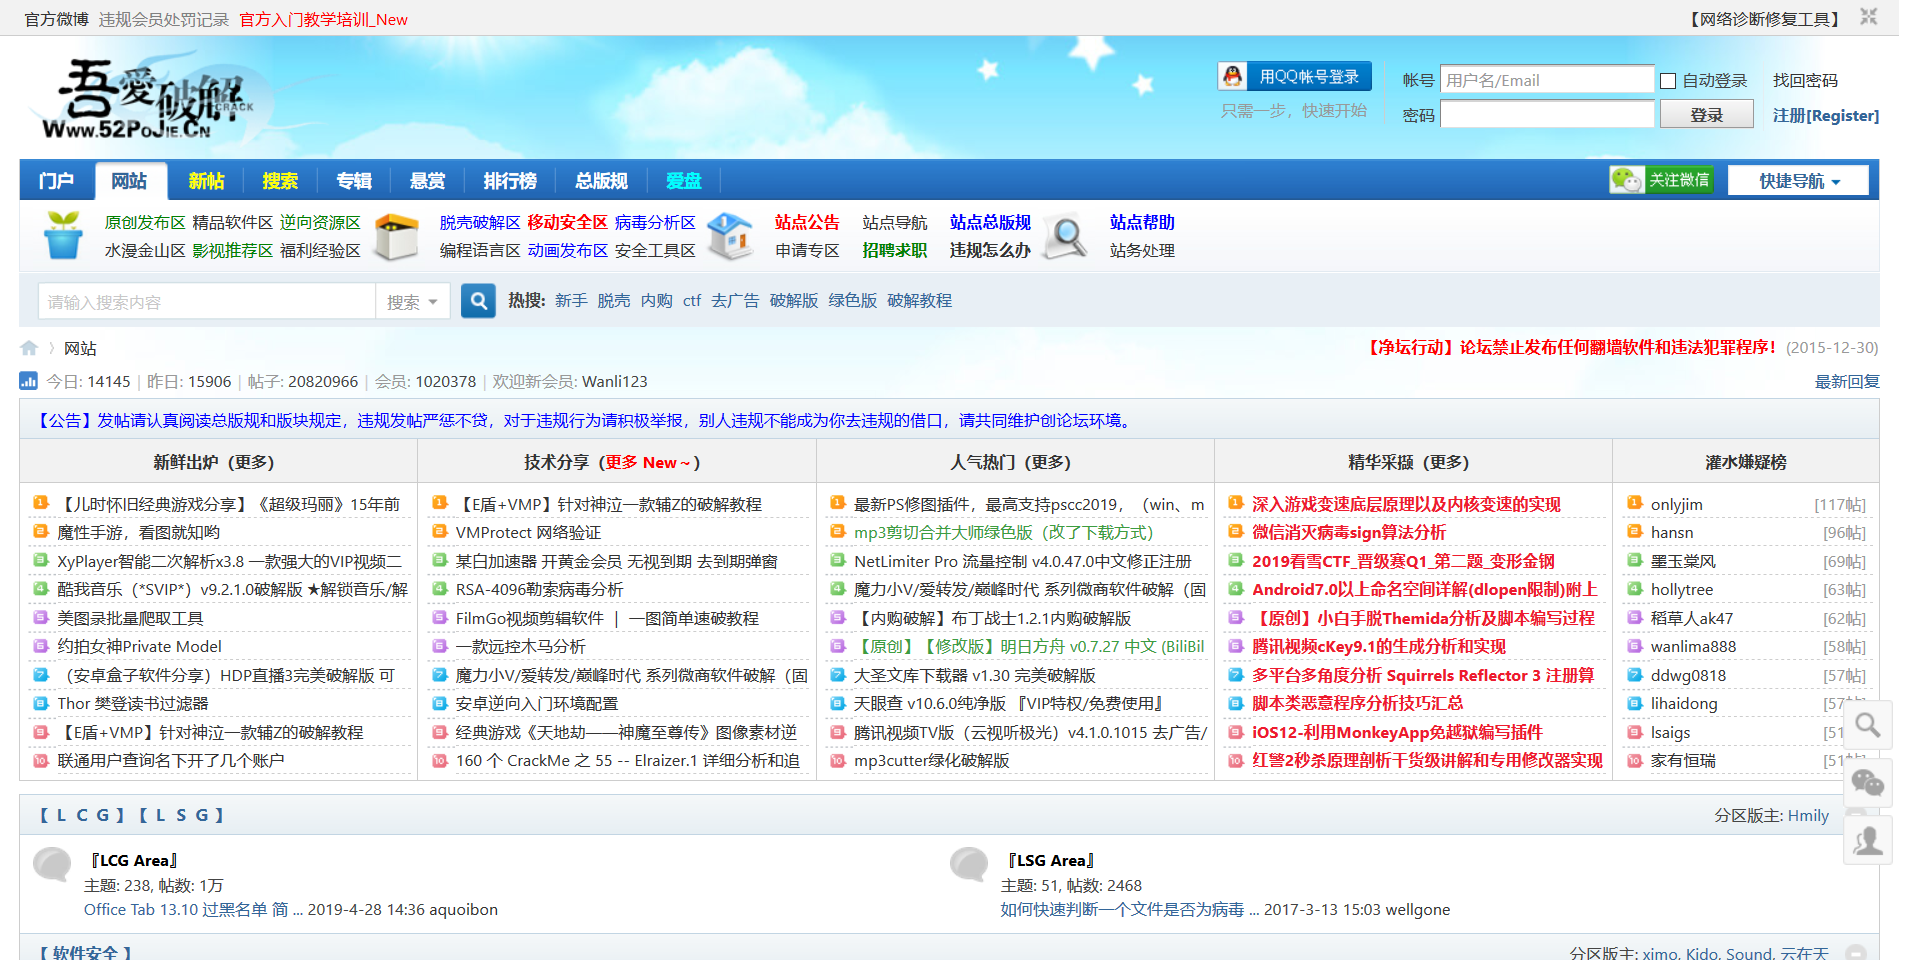 官方微博 违规会员处罚记录 官方入门教学培训_New 【网络诊断修复工具】
吾愛破解
CRACK
Www.52PoJie.Cn
用QQ帐号登录
只需一步，快速开始
帐号 用户名/Email 自动登录 找回密码
密码 登录 注册[Register]
门户 网站 新帖 搜索 专辑 悬赏 排行榜 总版规 爱盘 关注微信 快捷导航
原创发布区 精品软件区 逆向资源区 脱壳破解区 移动安全区 病毒分析区 站点公告 站点导航 站点总版规 站点帮助
水漫金山区 影视推荐区 福利经验区 编程语言区 动画发布区 安全工具区 申请专区 招聘求职 违规怎么办 站务处理
请输入搜索内容 搜索 热搜: 新手 脱壳 内购 ctf 去广告 破解版 绿色版 破解教程
网站 【净坛行动】论坛禁止发布任何翻墙软件和违法犯罪程序! (2015-12-30)
今日: 14145 | 昨日: 15906 | 帖子: 20820966 | 会员: 1020378 | 欢迎新会员: Wanli123 最新回复
【公告】发帖请认真阅读总版规和版块规定，违规发帖严惩不贷，对于违规行为请积极举报，别人违规不能成为你去违规的借口，请共同维护创论坛环境。
新鲜出炉（更多） 技术分享（更多 New～） 人气热门（更多） 精华采撷（更多） 灌水嫌疑榜
1 【儿时怀旧经典游戏分享】《超级玛丽》15年前
2 魔性手游，看图就知哟
3 XyPlayer智能二次解析x3.8 一款强大的VIP视频二
4 酷我音乐（*SVIP*）v9.2.1.0破解版 ★解锁音乐/解
5 美图录批量爬取工具
6 约拍女神Private Model
7 （安卓盒子软件分享）HDP直播3完美破解版 可
8 Thor 樊登读书过滤器
9 【E盾+VMP】针对神泣一款辅Z的破解教程
10 联通用户查询名下开了几个账户
1 【E盾+VMP】针对神泣一款辅Z的破解教程
2 VMProtect 网络验证
3 某白加速器 开黄金会员 无视到期 去到期弹窗
4 RSA-4096勒索病毒分析
5 FilmGo视频剪辑软件 | 一图简单速破教程
6 一款远控木马分析
7 魔力小V/爱转发/巅峰时代 系列微商软件破解（固
8 安卓逆向入门环境配置
9 经典游戏《天地劫——神魔至尊传》图像素材逆
10 160 个 CrackMe 之 55 -- Elraizer.1 详细分析和追
1 最新PS修图插件，最高支持pscc2019，（win、m
2 mp3剪切合并大师绿色版（改了下载方式）
3 NetLimiter Pro 流量控制 v4.0.47.0中文修正注册
4 魔力小V/爱转发/巅峰时代 系列微商软件破解（固
5 【内购破解】布丁战士1.2.1内购破解版
6 【原创】【修改版】明日方舟 v0.7.27 中文 (BiliBil
7 大圣文库下载器 v1.30 完美破解版
8 天眼查 v10.6.0纯净版 『VIP特权/免费使用』
9 腾讯视频TV版（云视听极光）v4.1.0.1015 去广告/
10 mp3cutter绿化破解版
1 深入游戏变速底层原理以及内核变速的实现
2 微信消灭病毒sign算法分析
3 2019看雪CTF_晋级赛Q1_第二题_变形金钢
4 Android7.0以上命名空间详解(dlopen限制)附上
5 【原创】小白手脱Themida分析及脚本编写过程
6 腾讯视频cKey9.1的生成分析和实现
7 多平台多角度分析 Squirrels Reflector 3 注册算
8 脚本类恶意程序分析技巧汇总
9 iOS12-利用MonkeyApp免越狱编写插件
10 红警2秒杀原理剖析干货级讲解和专用修改器实现
1 onlyjim [117帖]
2 hansn [96帖]
3 墨玉棠风 [69帖]
4 hollytree [63帖]
5 稻草人ak47 [62帖]
6 wanlima888 [58帖]
7 ddwg0818 [57帖]
8 lihaidong [57
9 lsaigs [51
10 家有恒瑞 [51
【 L C G 】【 L S G 】 分区版主: Hmily
『LCG Area』
主题: 238, 帖数: 1万
Office Tab 13.10 过黑名单 简 ... 2019-4-28 14:36 aquoibon
『LSG Area』
主题: 51, 帖数: 2468
如何快速判断一个文件是否为病毒 ... 2017-3-13 15:03 wellgone
【 软件安全 】 分区版主: ximo, Kido, Sound, 云在天